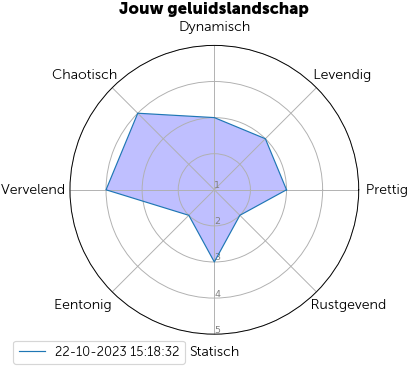 Jouw geluidslandschap
Dynamisch
Chaotisch
Levendig
Vervelend
Prettig
1
2
3
4
5
Eentonig
Rustgevend
22-10-2023 15:18:32
Statisch